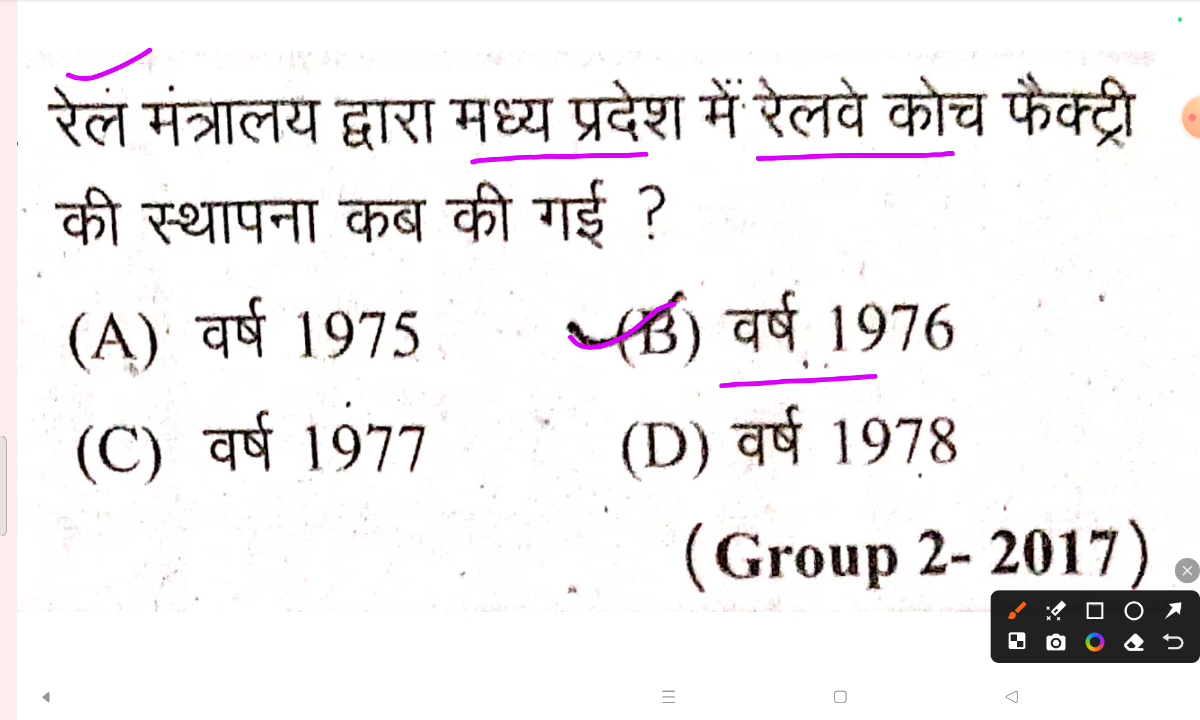 रेल मंत्रालय द्वारा मध्य प्रदेश में रेलवे कोच फैक्ट्री
की स्थापना कब की गई ?
(A) वर्ष 1975 (B) वर्ष 1976
(C) वर्ष 1977 (D) वर्ष 1978
(Group 2- 2017)